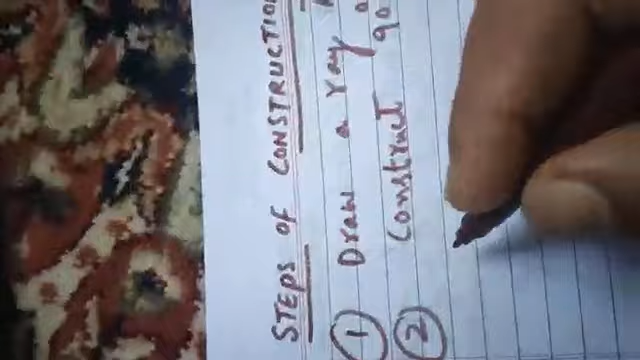 STEPS OF CONSTRUCTION
① Draw a ray
② Construct 90